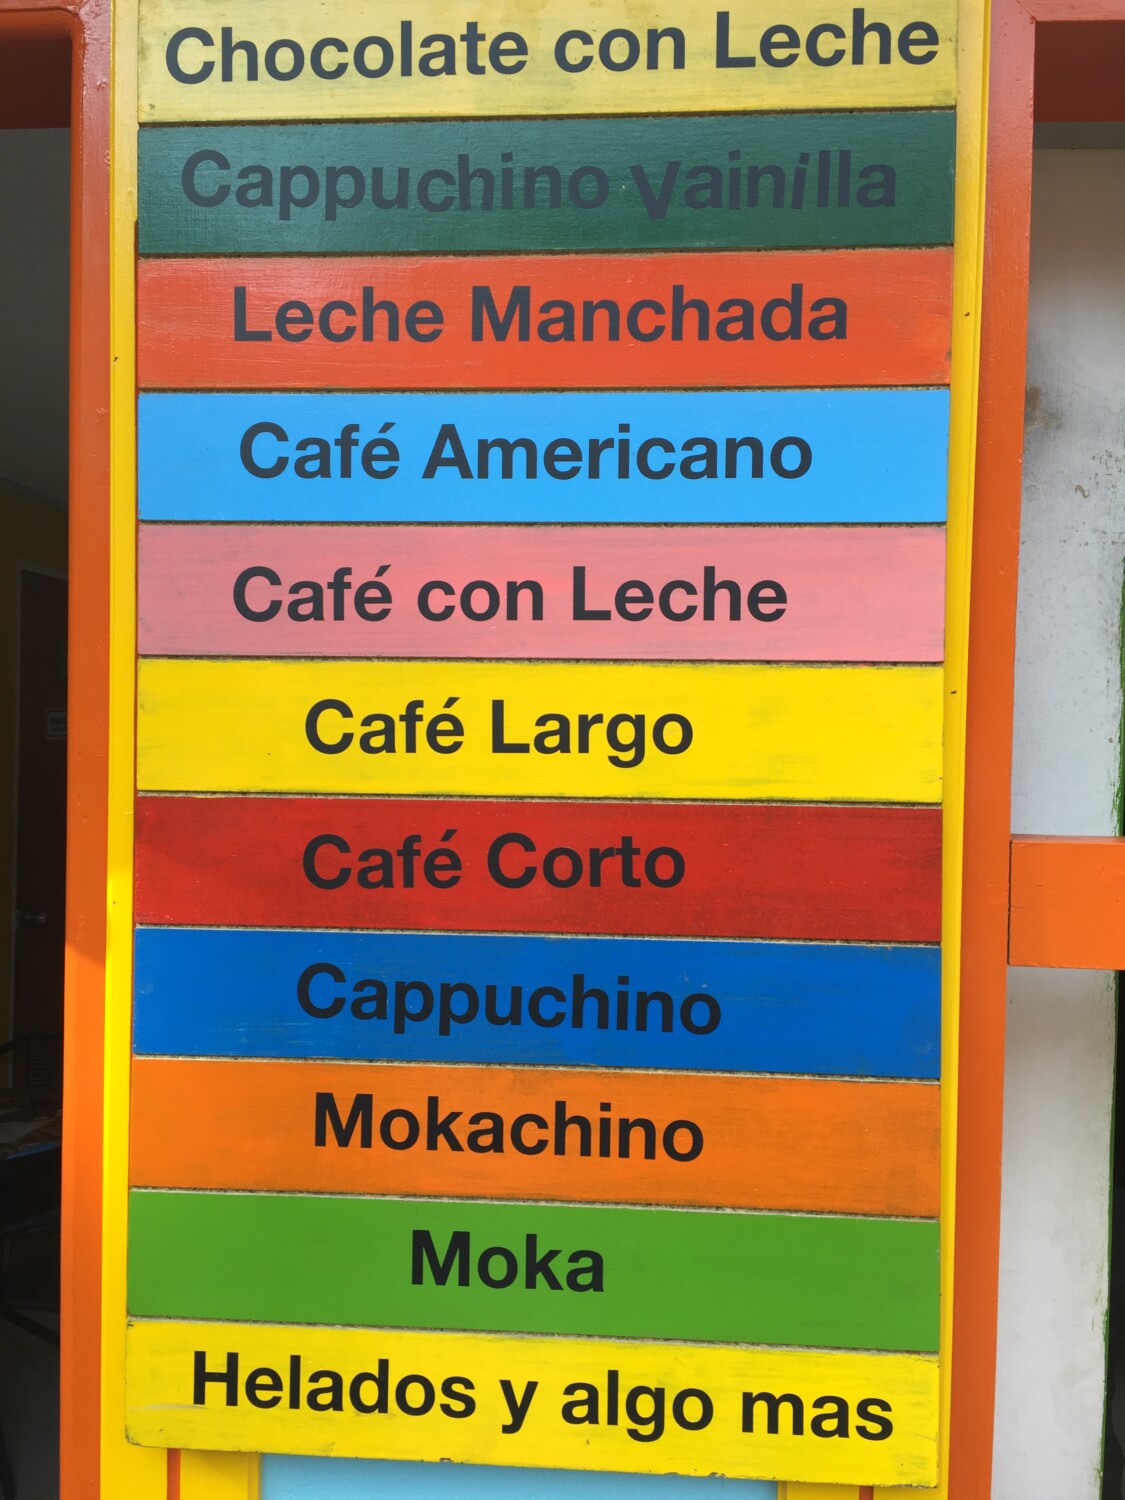 Chocolate con Leche
Cappuchino Vainilla
Leche Manchada
Café Americano
Café con Leche
Café Largo
Café Corto
Cappuchino
Mokachino
Moka
Helados y algo mas